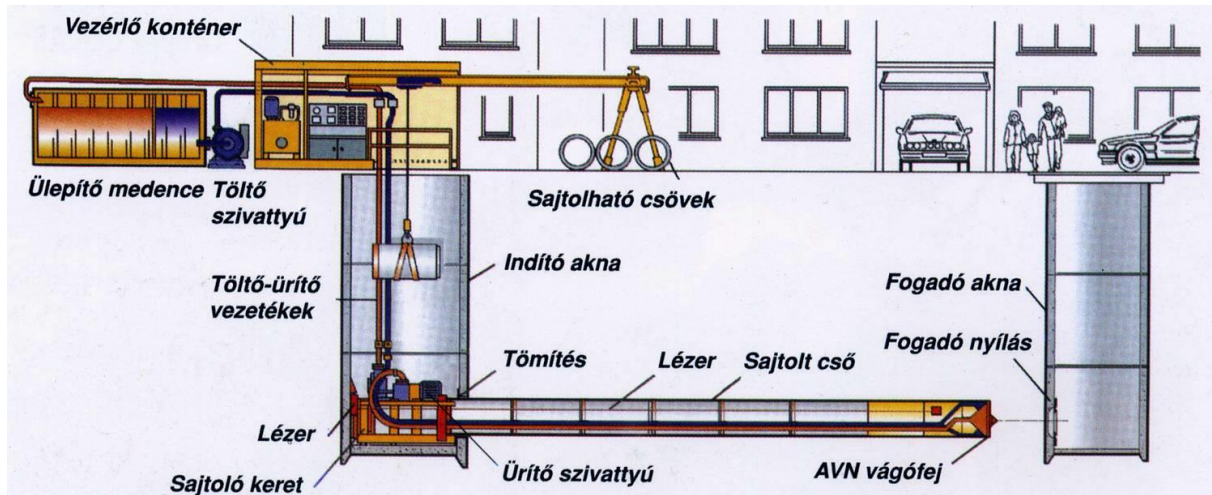 Vezérlő konténer
Ülepítő medence
Töltő
szivattyú
Sajtolható csövek
Töltő-ürítő
vezetékek
Indító akna
Fogadó akna
Fogadó nyílás
Tömítés
Lézer
Sajtolt cső
Lézer
Sajtoló keret
Ürítő szivattyú
AVN vágófej